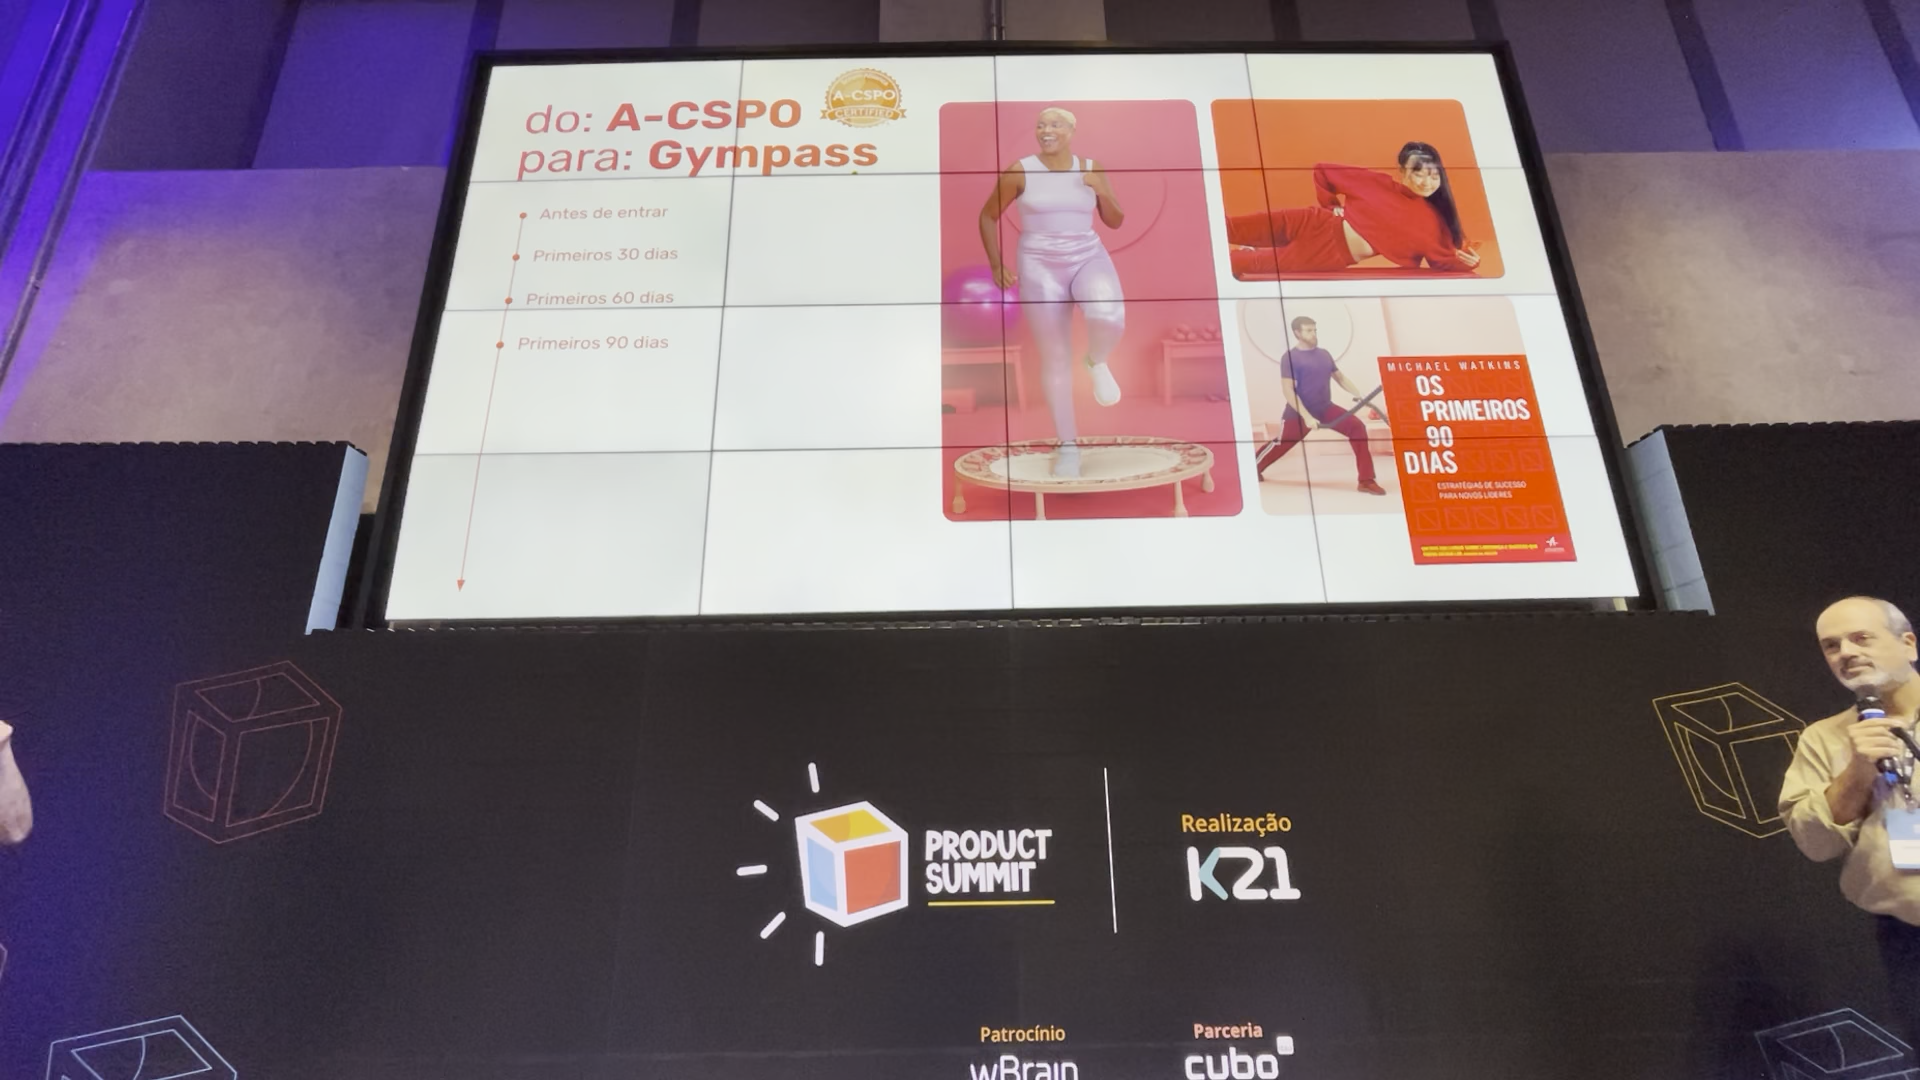 do: A-CSPO
para: Gympass
A-CSPO
CERTIFIED
Antes de entrar
Primeiros 30 dias
Primeiros 60 dias
Primeiros 90 dias
MICHAEL WATKINS
OS
PRIMEIROS
90
DIAS
ESTRATÉGIAS DE SUCESSO
PARA NOVOS LÍDERES
PRODUCT
SUMMIT
Realização
K21
Patrocínio
wBrain
Parceria
cubo